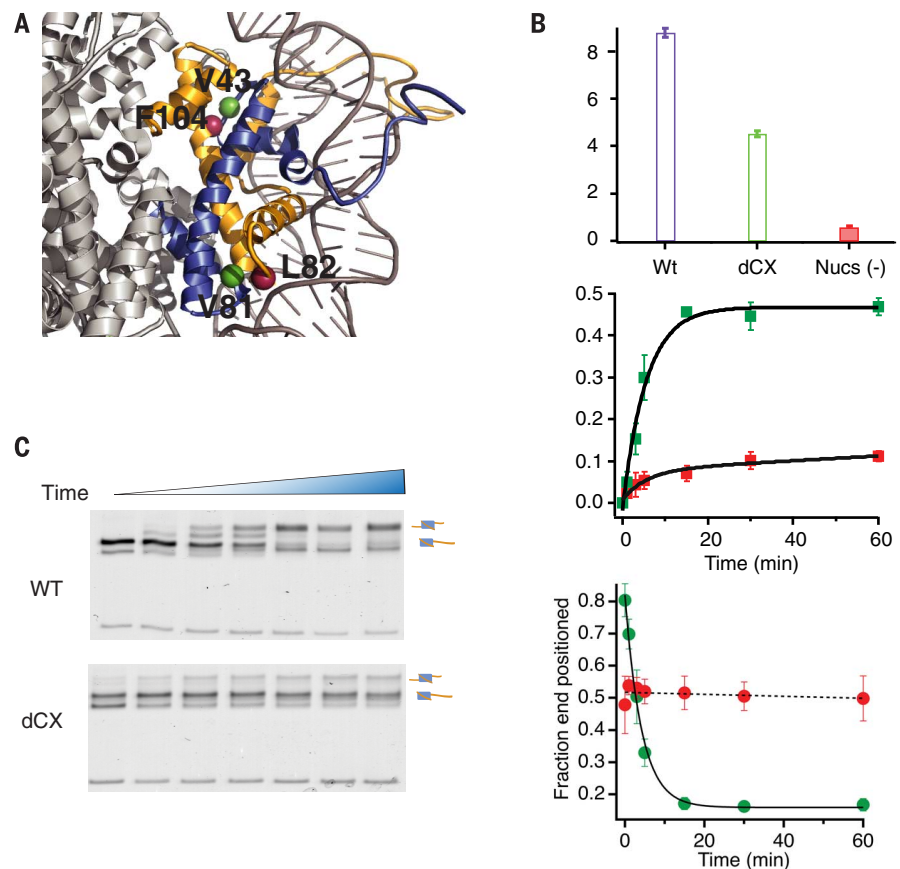 A
V43
F104
L82
V81
B
8
6
4
2
0
Wt dCX Nucs (-)
0.5
0.4
0.3
0.2
0.1
0.0
0 20 40 60
Time (min)
C
Time
WT
dCX
Fraction end positioned
0.8
0.7
0.6
0.5
0.4
0.3
0.2
0 20 40 60
Time (min)